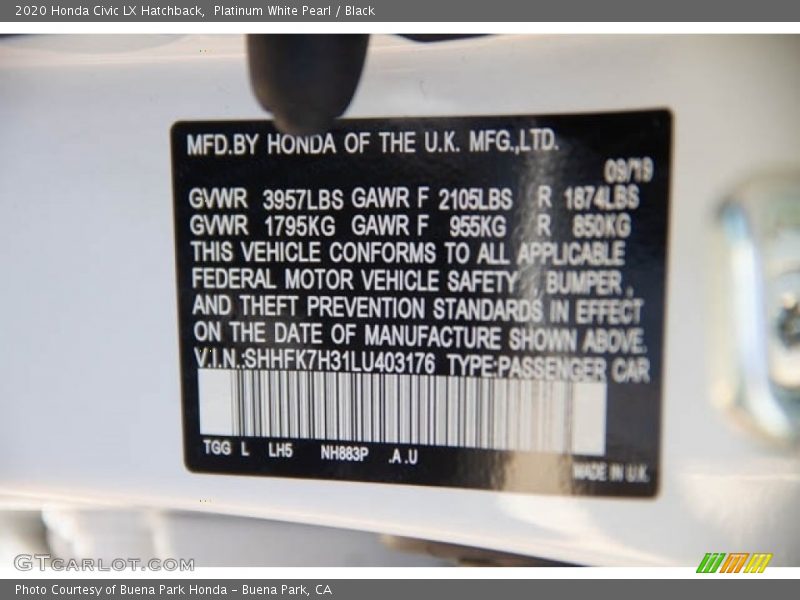 2020 Honda Civic LX Hatchback, Platinum White Pearl / Black
MFD.BY HONDA OF THE U.K. MFG.,LTD.
09/19
GVWR 3957LBS GAWR F 2105LBS R 1874LBS
GVWR 1795KG GAWR F 955KG R 850KG
THIS VEHICLE CONFORMS TO ALL APPLICABLE
FEDERAL MOTOR VEHICLE SAFETY , BUMPER ,
AND THEFT PREVENTION STANDARDS IN EFFECT
ON THE DATE OF MANUFACTURE SHOWN ABOVE.
V.I.N.:SHHFK7H31LU403176 TYPE:PASSENGER CAR
TGG L LH5 NH883P .A.U
MADE IN U.K.
GTcarlot.com
Photo Courtesy of Buena Park Honda - Buena Park, CA